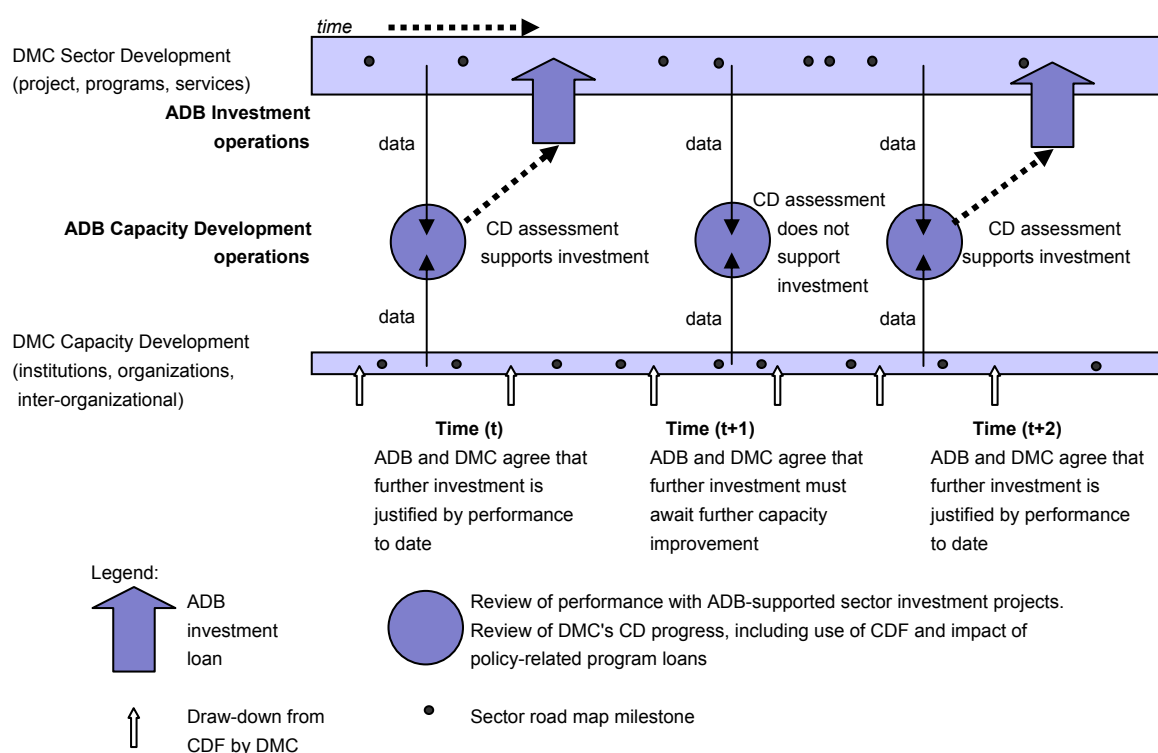 time
DMC Sector Development
(project, programs, services)
ADB Investment
operations
data
data
data
ADB Capacity Development
operations
CD assessment
supports investment
CD assessment
does not
support
investment
CD assessment
supports investment
data
data
data
DMC Capacity Development
(institutions, organizations,
inter-organizational)
Time (t)
ADB and DMC agree that
further investment is
justified by performance
to date
Time (t+1)
ADB and DMC agree that
further investment must
await further capacity
improvement
Time (t+2)
ADB and DMC agree that
further investment is
justified by performance
to date
Legend:
ADB
investment
loan
Review of performance with ADB-supported sector investment projects.
Review of DMC's CD progress, including use of CDF and impact of
policy-related program loans
Draw-down from
CDF by DMC
Sector road map milestone